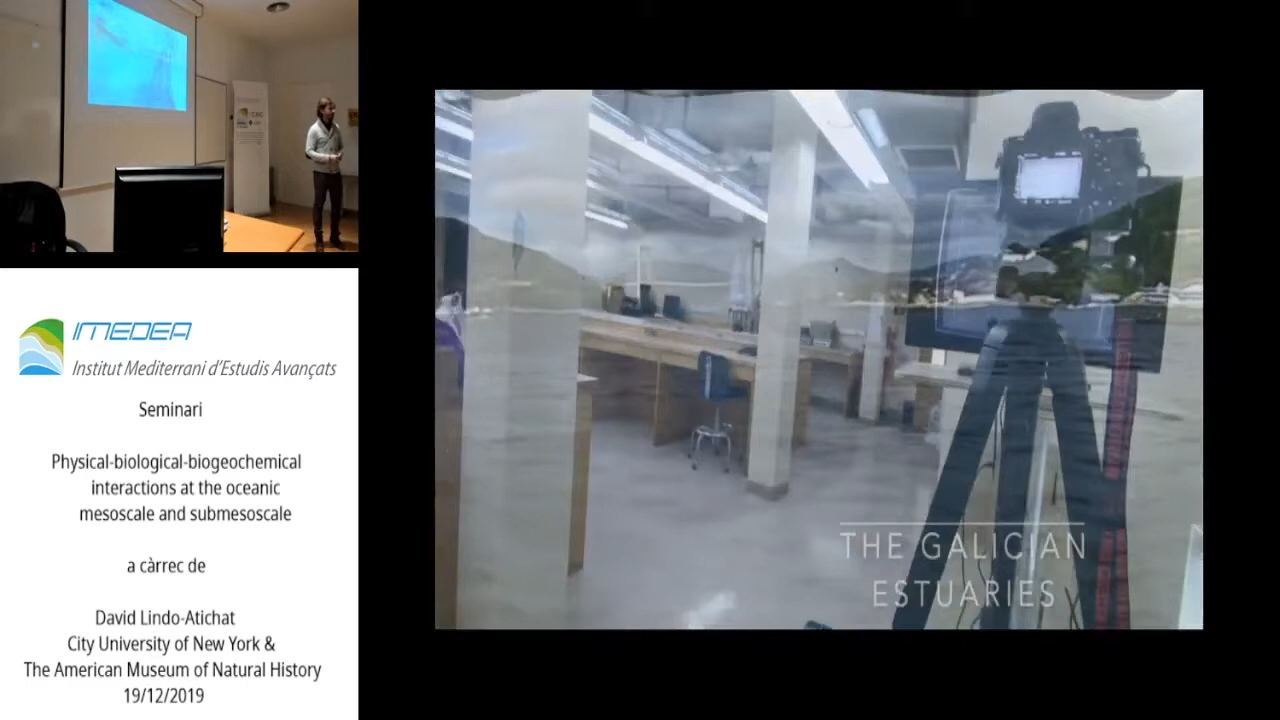 IMEDEA
Institut Mediterrani d'Estudis Avançats
Seminari
Physical-biological-biogeochemical
interactions at the oceanic
mesoscale and submesoscale
a càrrec de
David Lindo-Atichat
City University of New York &
The American Museum of Natural History
19/12/2019
THE GALICIAN
ESTUARIES